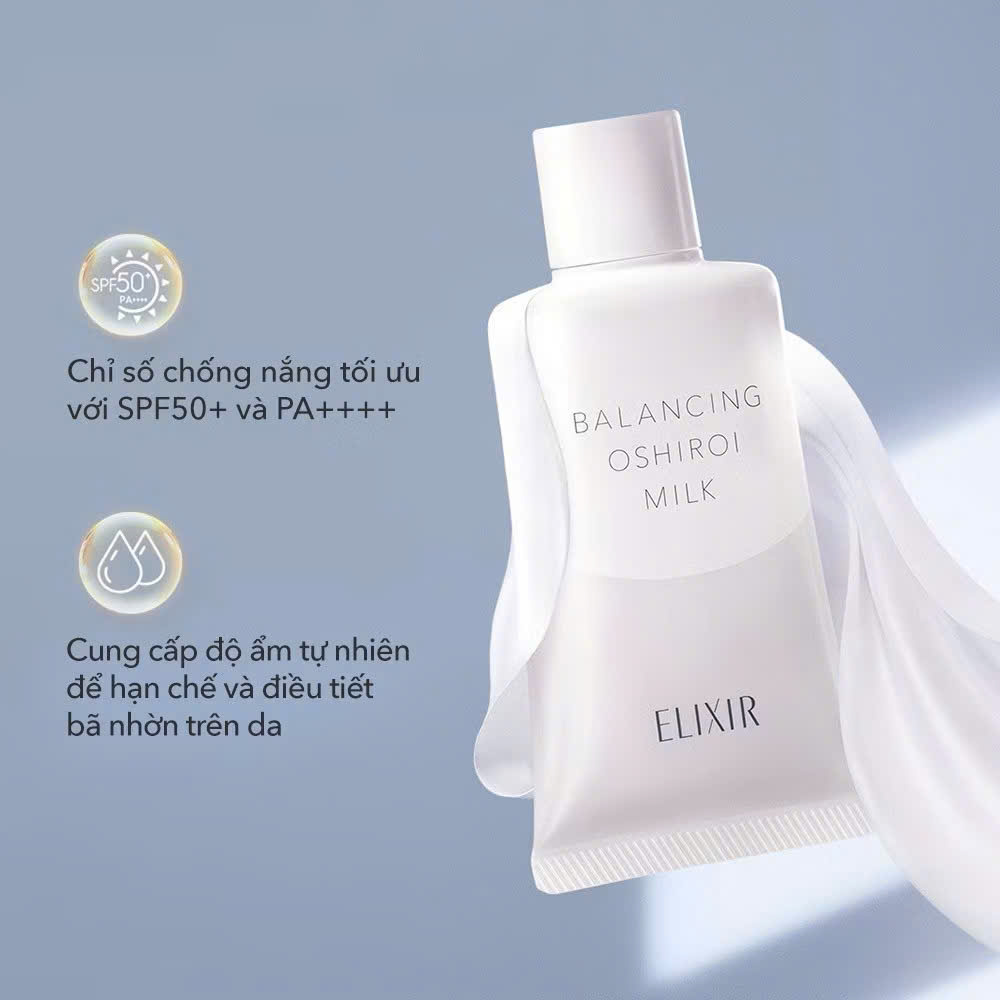 SPF50+
PA++++
Chỉ số chống nắng tối ưu
với SPF50+ và PA++++
Cung cấp độ ẩm tự nhiên
để hạn chế và điều tiết
bã nhờn trên da
BALANCING
OSHIROI
MILK
ELIXIR